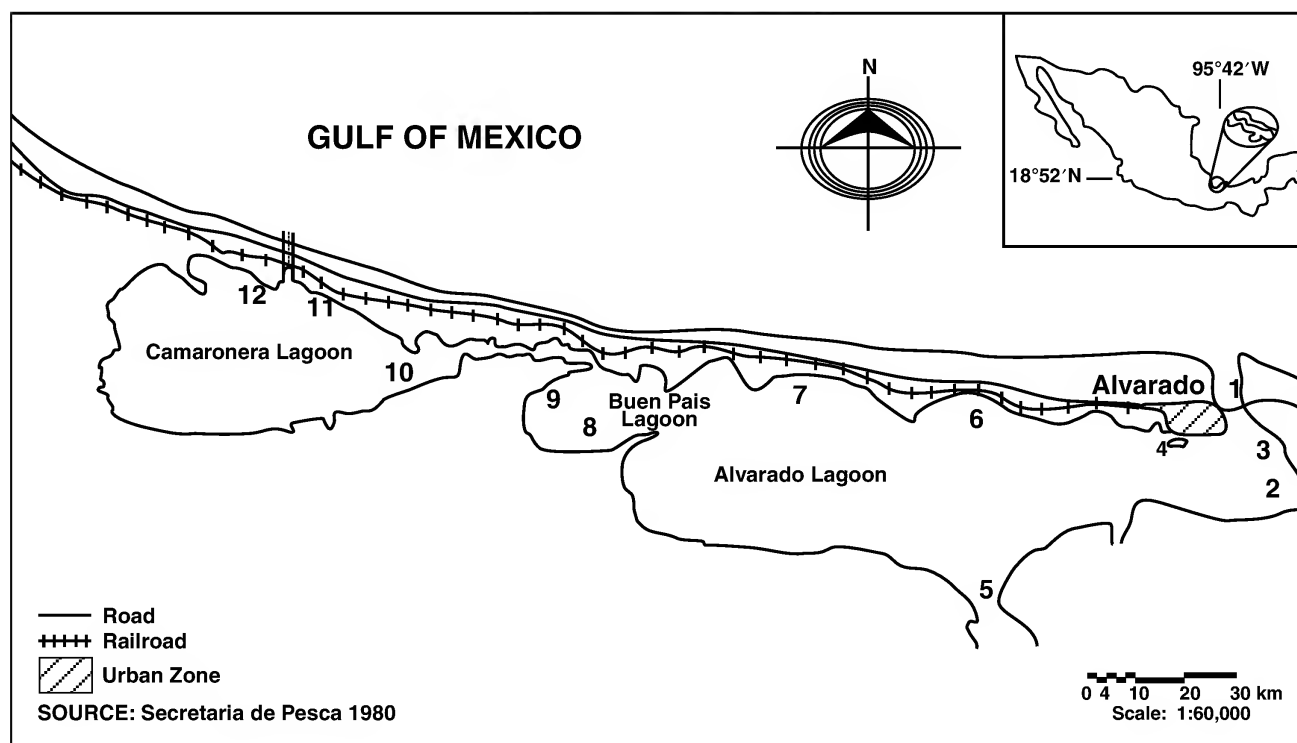 N
95°42′W
GULF OF MEXICO
18°52′N
12
11
Camaronera Lagoon
10
9
8
Buen Pais
Lagoon
7
6
Alvarado
1
4
3
2
Alvarado Lagoon
5
Road
Railroad
Urban Zone
SOURCE: Secretaria de Pesca 1980
0 4 10 20 30 km
Scale: 1:60,000